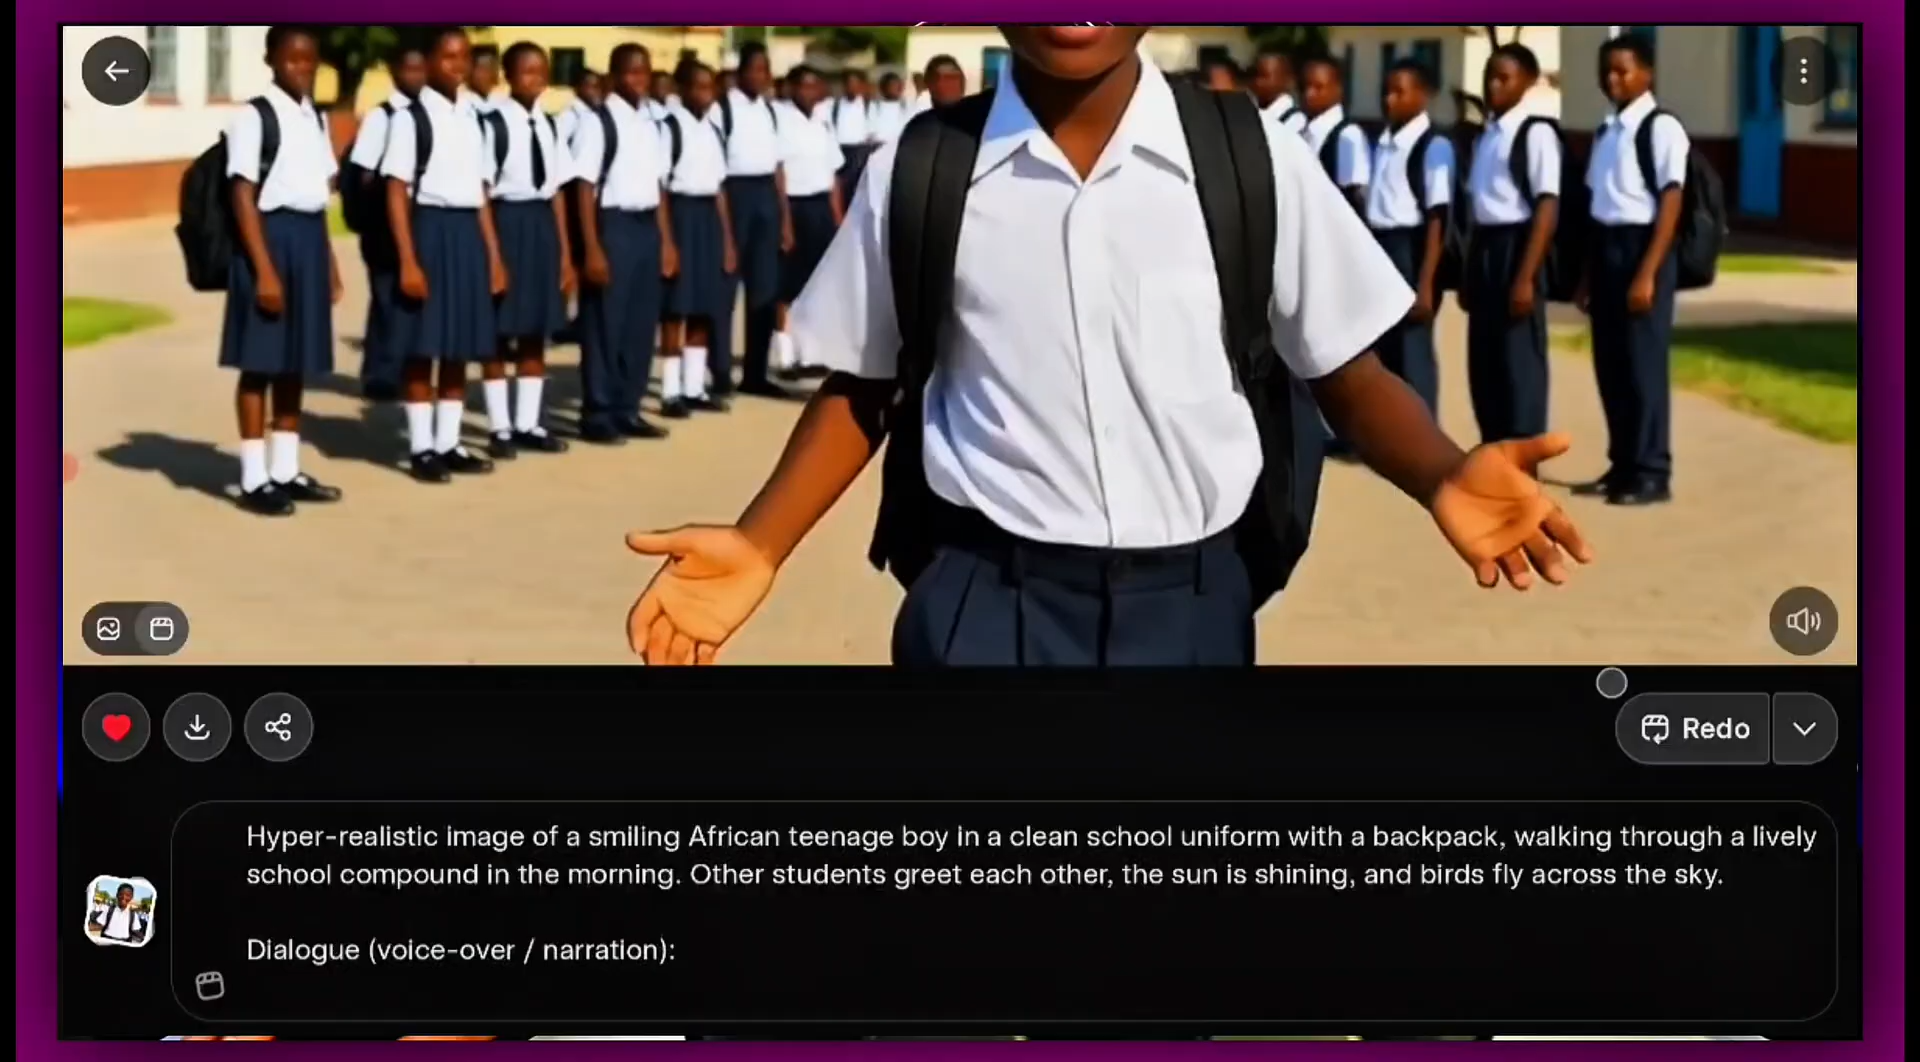 Redo
Hyper-realistic image of a smiling African teenage boy in a clean school uniform with a backpack, walking through a lively
school compound in the morning. Other students greet each other, the sun is shining, and birds fly across the sky.
Dialogue (voice-over / narration):